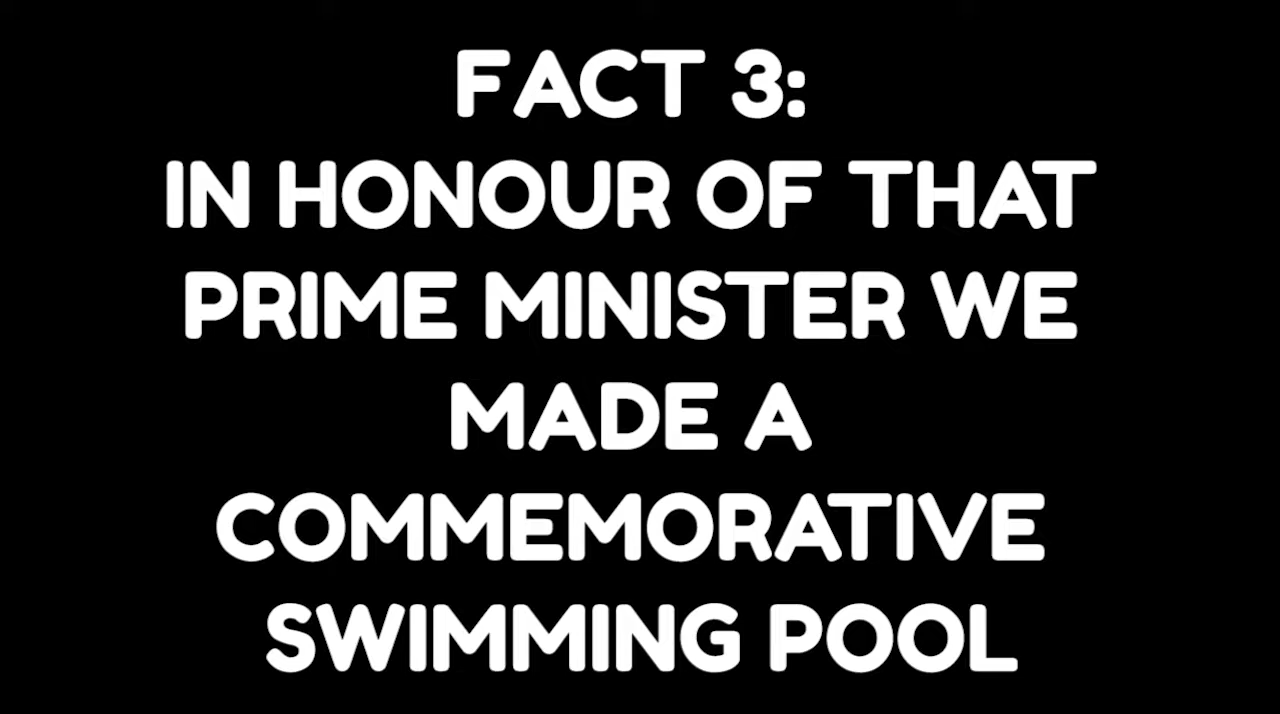 FACT 3:
IN HONOUR OF THAT
PRIME MINISTER WE
MADE A
COMMEMORATIVE
SWIMMING POOL